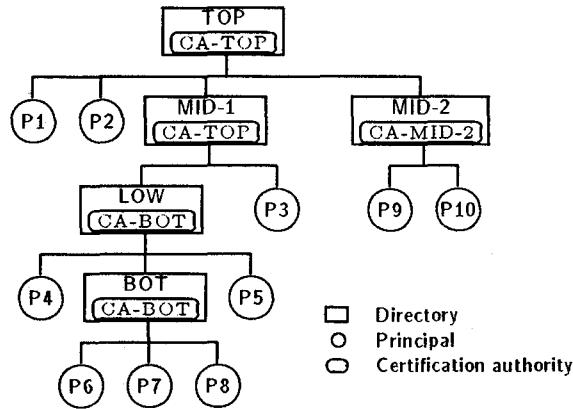 TOP
CA-TOP
P1 P2 MID-1 MID-2
CA-TOP CA-MID-2
LOW P3 P9 P10
CA-BOT
P4 BOT P5
CA-BOT
Directory
Principal
Certification authority
P6 P7 P8